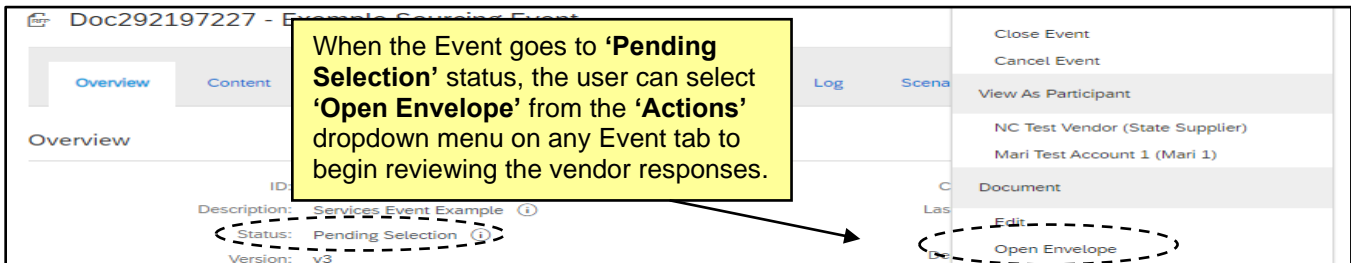 Doc292197227 - Example Sourcing Event
When the Event goes to ‘Pending
Selection’ status, the user can select
‘Open Envelope’ from the ‘Actions’
dropdown menu on any Event tab to
begin reviewing the vendor responses.
Overview
Content
Log
Close Event
Cancel Event
View As Participant
NC Test Vendor (State Supplier)
Mari Test Account 1 (Mari 1)
Document
Edit
Open Envelope
Overview
ID:
Description: Services Event Example
Status: Pending Selection
Version: v3